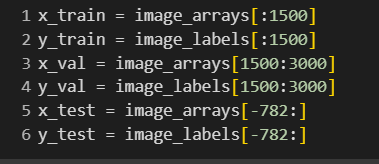 1 x_train = image_arrays[:1500]
2 y_train = image_labels[:1500]
3 x_val = image_arrays[1500:3000]
4 y_val = image_labels[1500:3000]
5 x_test = image_arrays[-782:]
6 y_test = image_labels[-782:]